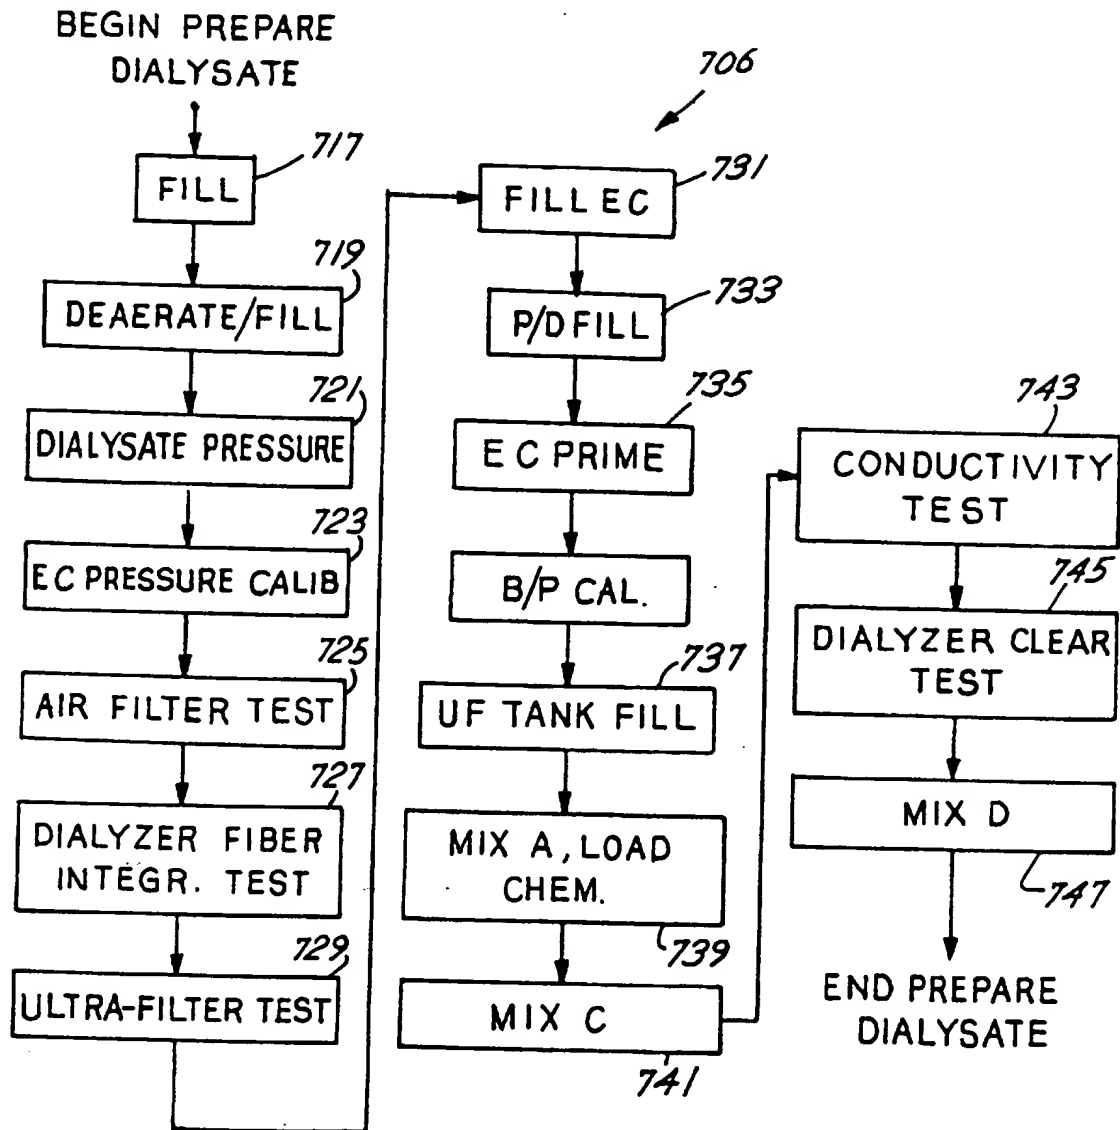 BEGIN PREPARE
DIALYSATE
717
FILL
719
DEAERATE/FILL
721
DIALYSATE PRESSURE
723
EC PRESSURE CALIB
725
AIR FILTER TEST
727
DIALYZER FIBER
INTEGR. TEST
729
ULTRA-FILTER TEST
706
731
FILL EC
733
P/D FILL
735
EC PRIME
B/P CAL.
737
UF TANK FILL
MIX A, LOAD
CHEM.
739
MIX C
741
743
CONDUCTIVITY
TEST
745
DIALYZER CLEAR
TEST
MIX D
747
END PREPARE
DIALYSATE